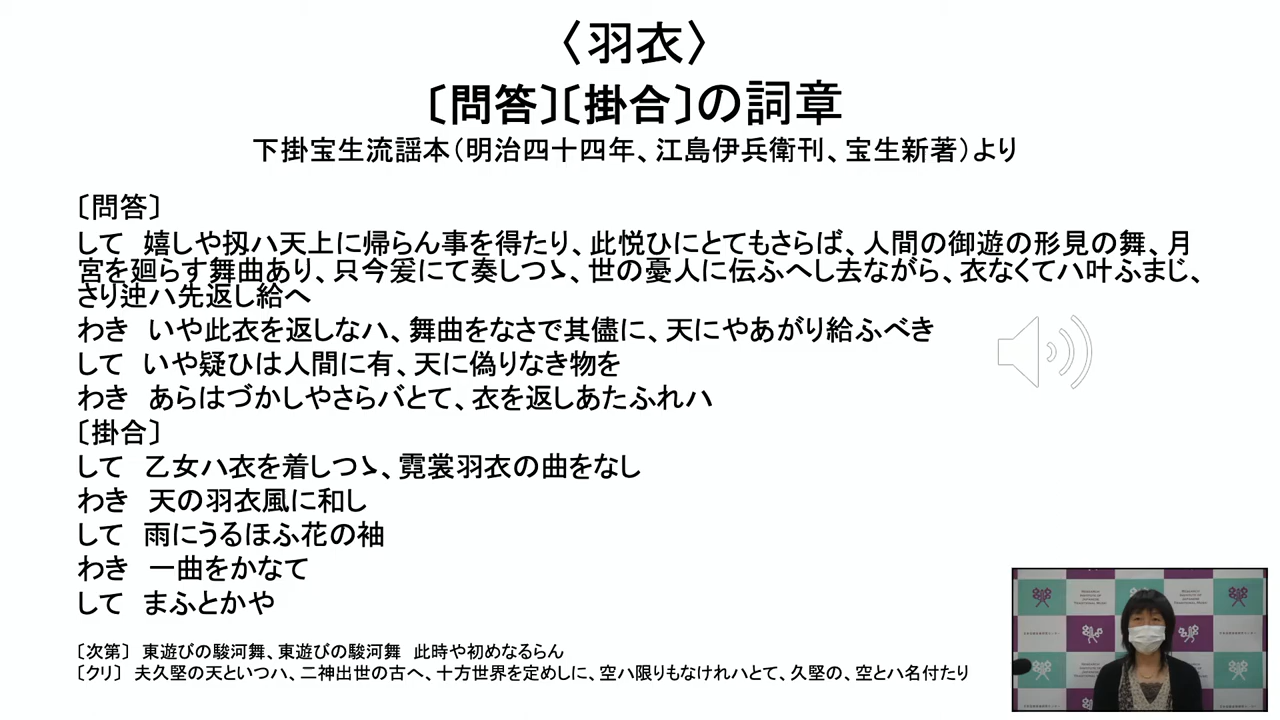 〈羽衣〉
〔問答〕〔掛合〕の詞章
下掛宝生流謡本（明治四十四年、江島伊兵衛刊、宝生新著）より
〔問答〕
して　嬉しや扨ハ天上に帰らん事を得たり、此悦ひにとてもさらば、人間の御遊の形見の舞、月
宮を廻らす舞曲あり、只今爰にて奏しつゝ、世の憂人に伝ふへし去ながら、衣なくてハ叶ふまじ、
さり迚ハ先返し給へ
わき　いや此衣を返しなハ、舞曲をなさで其儘に、天にやあがり給ふべき
して　いや疑ひは人間に有、天に偽りなき物を
わき　あらはづかしやさらバとて、衣を返しあたふれハ
〔掛合〕
して　乙女ハ衣を着しつゝ、霓裳羽衣の曲をなし
わき　天の羽衣風に和し
して　雨にうるほふ花の袖
わき　一曲をかなて
して　まふとかや
〔次第〕　東遊びの駿河舞、東遊びの駿河舞　此時や初めなるらん
〔クリ〕　夫久堅の天といつハ、二神出世の古へ、十方世界を定めしに、空ハ限りもなけれハとて、久堅の、空とハ名付たり
RESEARCH INSTITUTE OF JAPANESE TRADITIONAL MUSIC